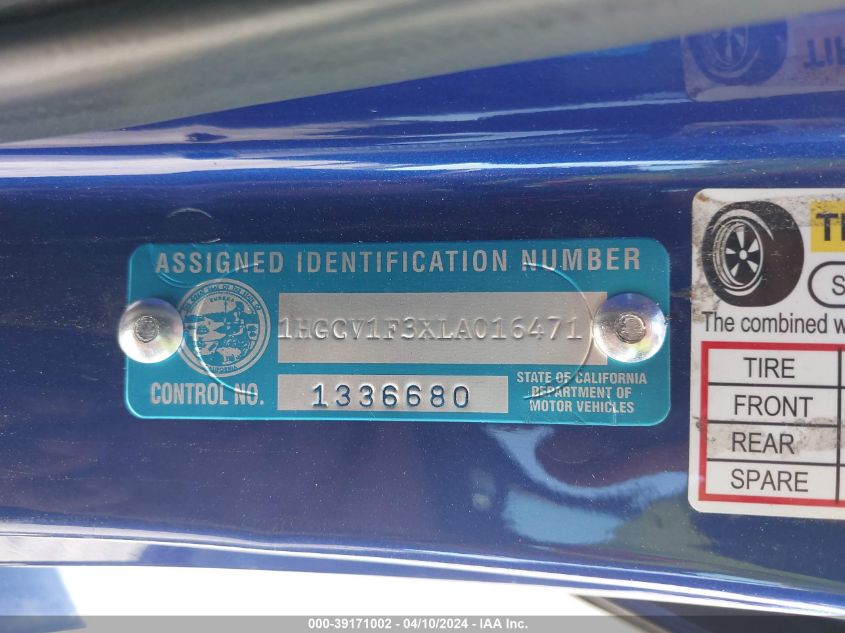 ASSIGNED IDENTIFICATION NUMBER
1HGCV1F3XLA016471
CONTROL NO. 1336680
STATE OF CALIFORNIA
DEPARTMENT OF
MOTOR VEHICLES
The combined
TIRE
FRONT
REAR
SPARE
000-39171002 - 04/10/2024 - IAA Inc.